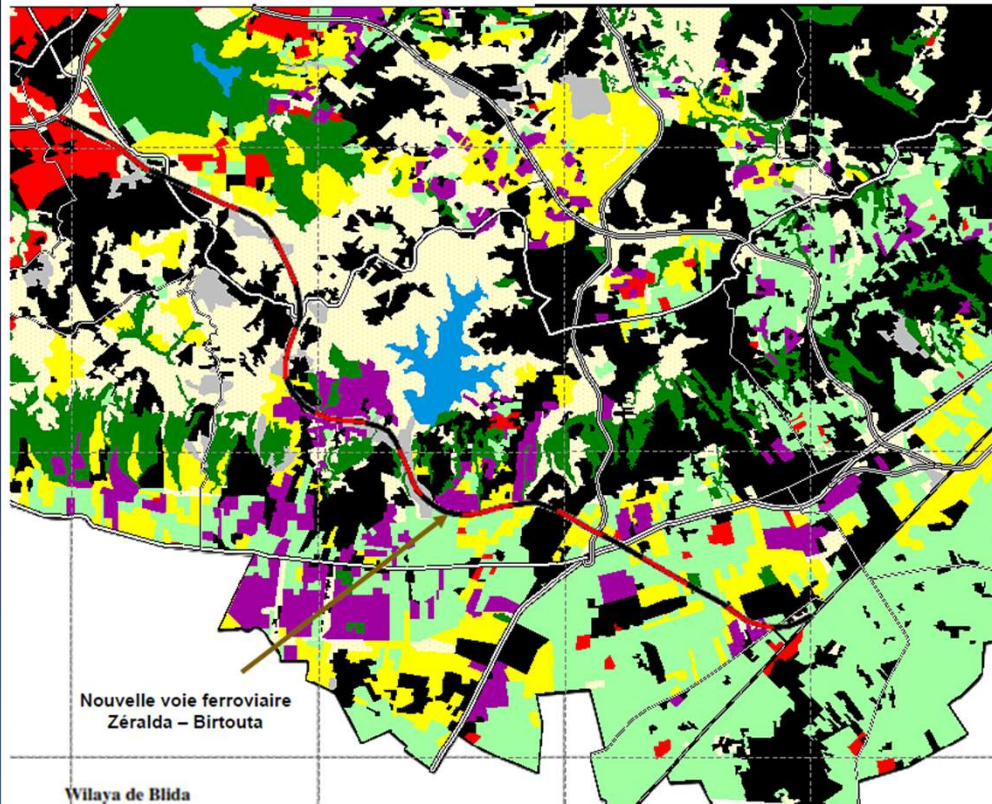 Nouvelle voie ferroviaire
Zéralda – Birtouta
Wilaya de Blida